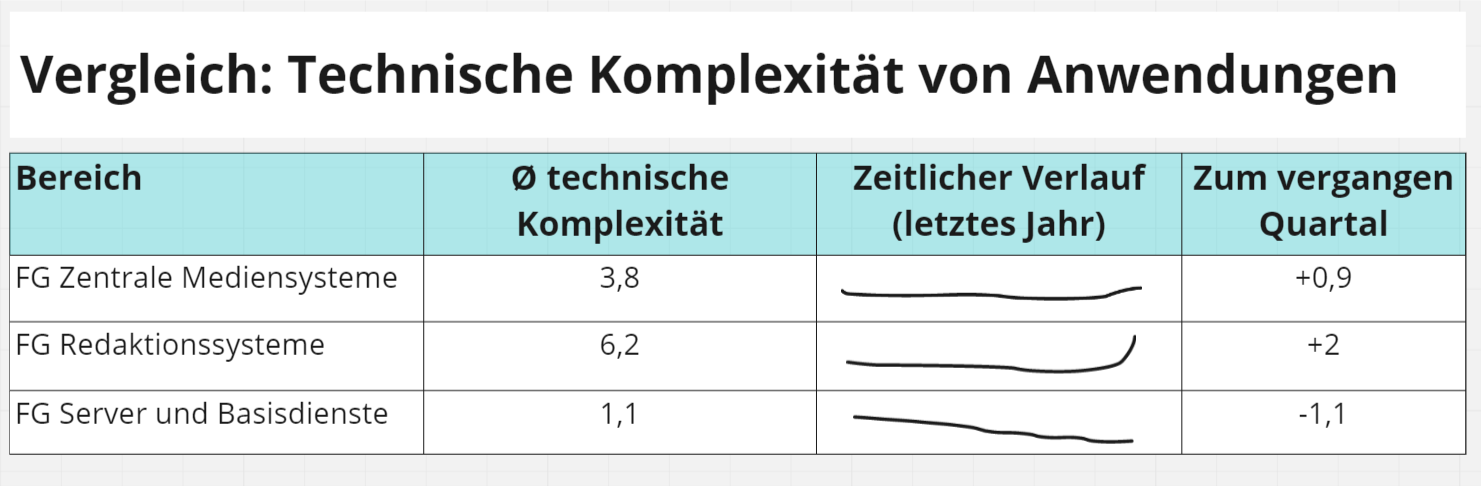 Vergleich: Technische Komplexität von Anwendungen
Bereich
Ø technische
Komplexität
Zeitlicher Verlauf
(letztes Jahr)
Zum vergangen
Quartal
FG Zentrale Mediensysteme
3,8
+0,9
FG Redaktionssysteme
6,2
+2
FG Server und Basisdienste
1,1
-1,1